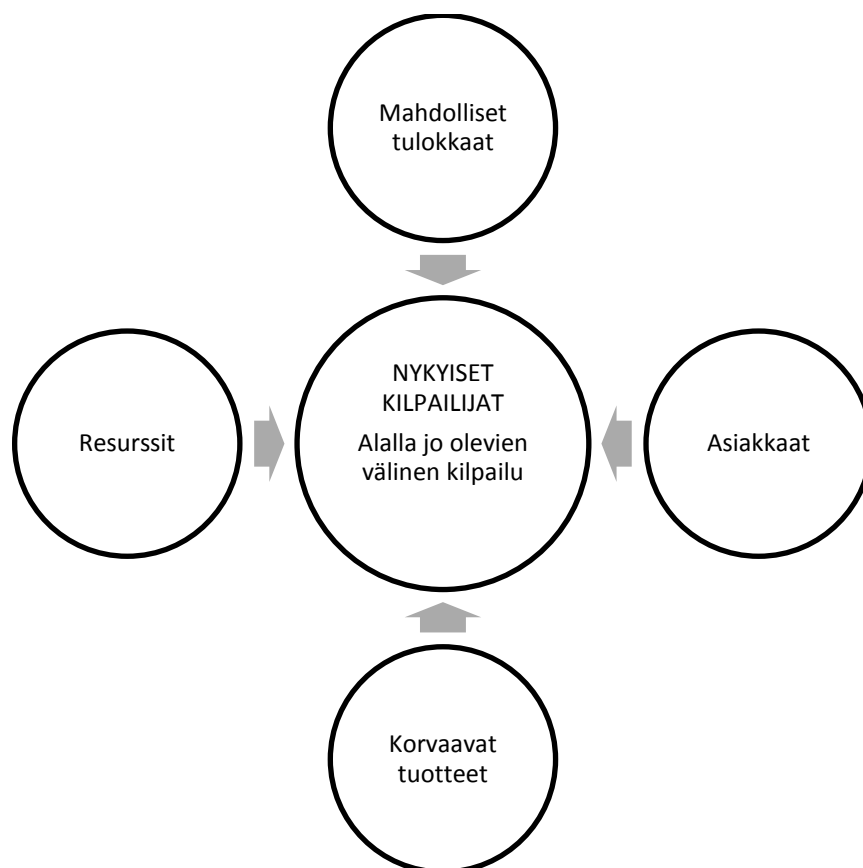 Mahdolliset
tulokkaat
NYKYISET
KILPAILIJAT
Alalla jo olevien
välinen kilpailu
Resurssit
Asiakkaat
Korvaavat
tuotteet